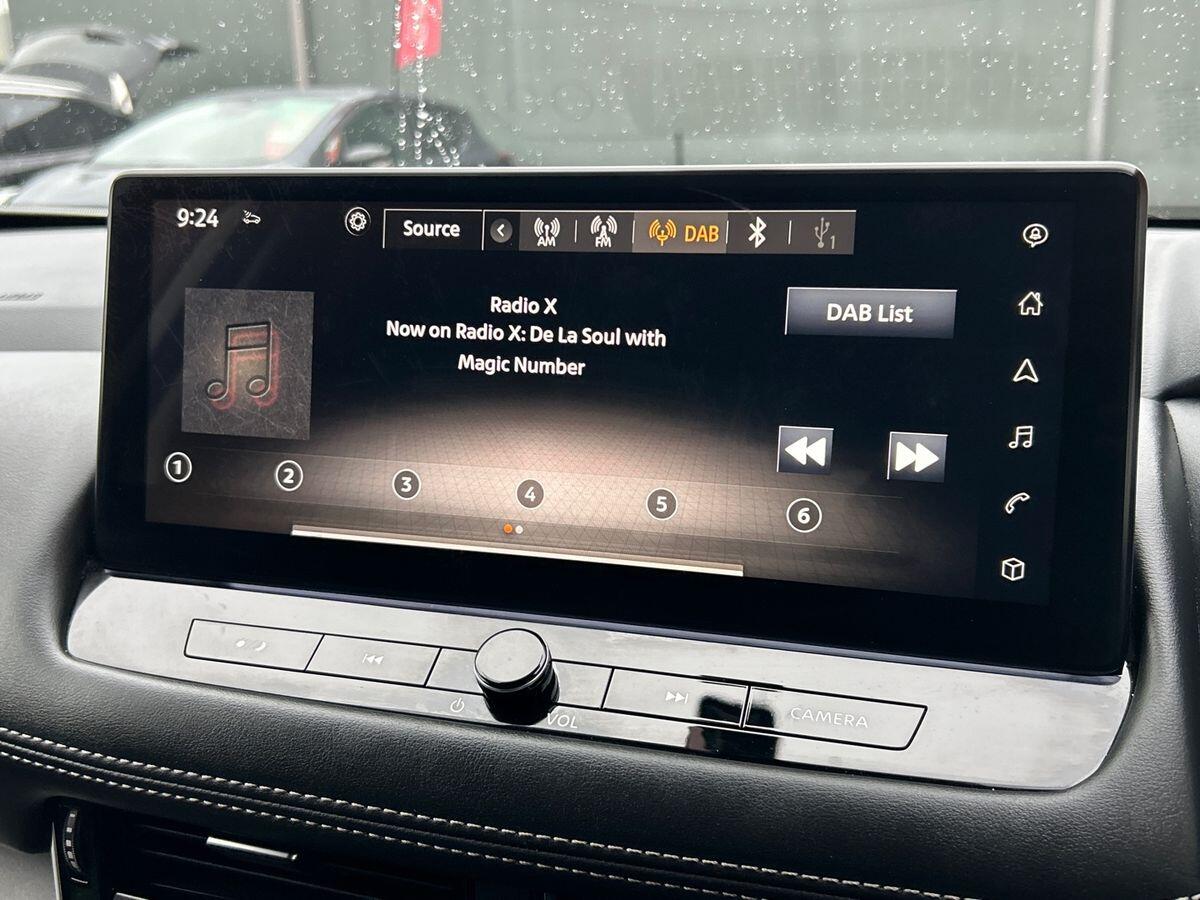 9:24
Source
AM
FM
DAB
1
Radio X
Now on Radio X: De La Soul with
Magic Number
DAB List
1
2
3
4
5
6
VOL
CAMERA